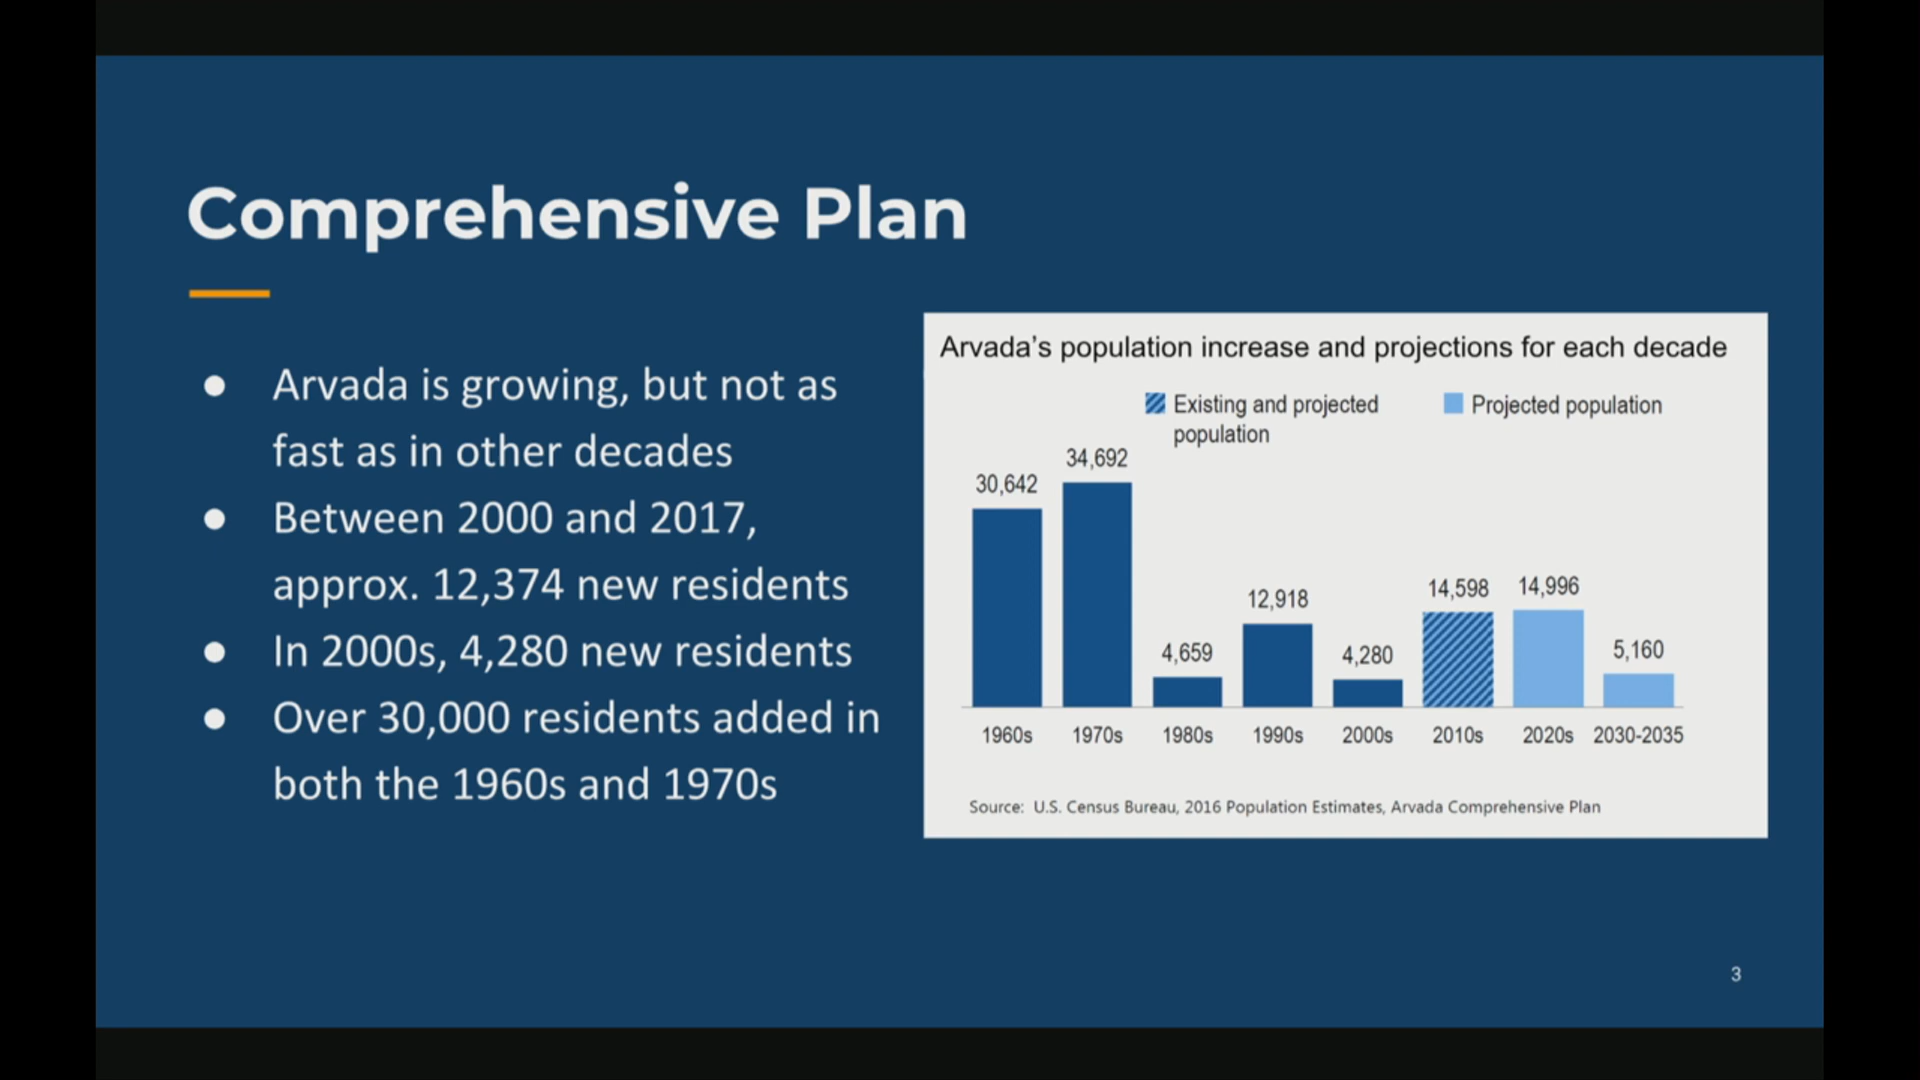 Comprehensive Plan
● Arvada is growing, but not as
fast as in other decades
● Between 2000 and 2017,
approx. 12,374 new residents
● In 2000s, 4,280 new residents
● Over 30,000 residents added in
both the 1960s and 1970s
Arvada's population increase and projections for each decade
Existing and projected
population
Projected population
30,642
34,692
4,659
12,918
4,280
14,598
14,996
5,160
1960s 1970s 1980s 1990s 2000s 2010s 2020s 2030-2035
Source: U.S. Census Bureau, 2016 Population Estimates, Arvada Comprehensive Plan
3